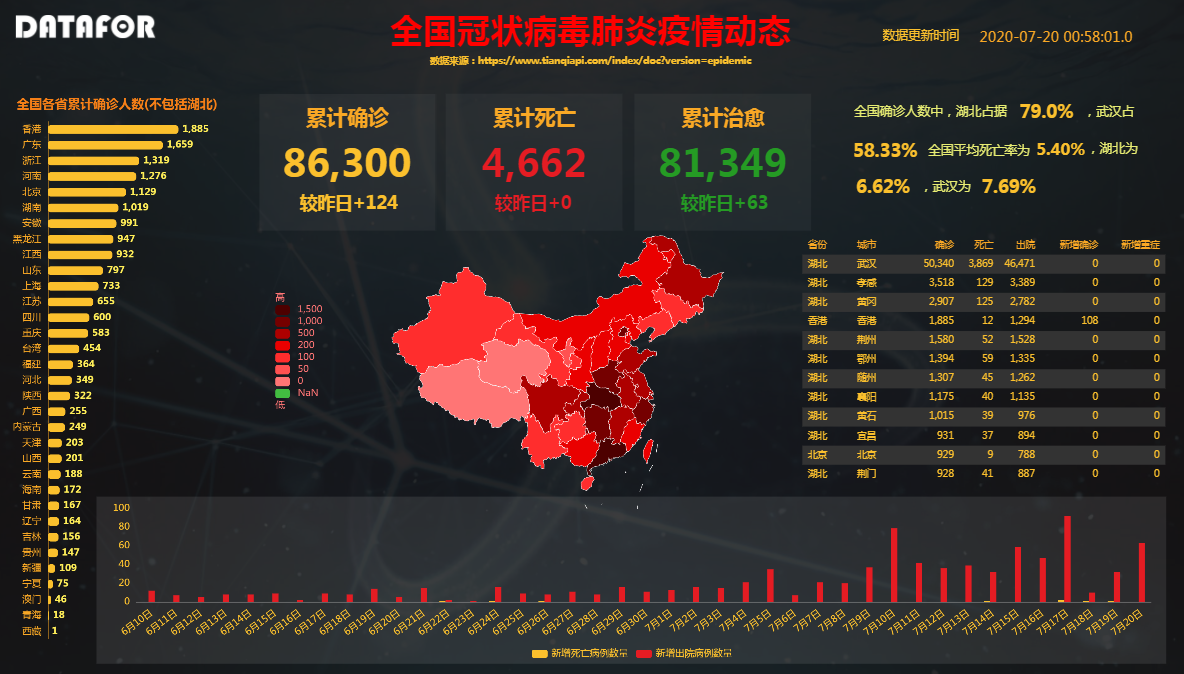 DATAFOR
全国冠状病毒肺炎疫情动态
数据来源：https://www.tianqiapi.com/index/doc?version=epidemic
数据更新时间 2020-07-20 00:58:01.0
全国各省累计确诊人数(不包括湖北)
香港 1,885
广东 1,659
浙江 1,319
河南 1,276
北京 1,129
湖南 1,019
安徽 991
黑龙江 947
江西 932
山东 797
上海 733
江苏 655
四川 600
重庆 583
台湾 454
福建 364
河北 349
陕西 322
广西 255
内蒙古 249
天津 203
山西 201
云南 188
海南 172
甘肃 167
辽宁 164
吉林 156
贵州 147
新疆 109
宁夏 75
澳门 46
青海 18
西藏 1
累计确诊
86,300
较昨日+124
累计死亡
4,662
较昨日+0
累计治愈
81,349
较昨日+63
全国确诊人数中，湖北占据 79.0% ，武汉占
58.33% 全国平均死亡率为 5.40% ，湖北为
6.62% ，武汉为 7.69%
高
1,500
1,000
500
200
100
50
0
NaN
低
省份 城市 确诊 死亡 出院 新增确诊 新增重症
湖北 武汉 50,340 3,869 46,471 0 0
湖北 孝感 3,518 129 3,389 0 0
湖北 黄冈 2,907 125 2,782 0 0
香港 香港 1,885 12 1,294 108 0
湖北 荆州 1,580 52 1,528 0 0
湖北 鄂州 1,394 59 1,335 0 0
湖北 随州 1,307 45 1,262 0 0
湖北 襄阳 1,175 40 1,135 0 0
湖北 黄石 1,015 39 976 0 0
湖北 宜昌 931 37 894 0 0
北京 北京 929 9 788 0 0
湖北 荆门 928 41 887 0 0
100
80
60
40
20
0
6月10日 6月11日 6月12日 6月13日 6月14日 6月15日 6月16日 6月17日 6月18日 6月19日 6月20日 6月21日 6月22日 6月23日 6月24日 6月25日 6月26日 6月27日 6月28日 6月29日 6月30日 7月1日 7月2日 7月3日 7月4日 7月5日 7月6日 7月7日 7月8日 7月9日 7月10日 7月11日 7月12日 7月13日 7月14日 7月15日 7月16日 7月17日 7月18日 7月19日 7月20日
新增死亡病例数量 新增出院病例数量